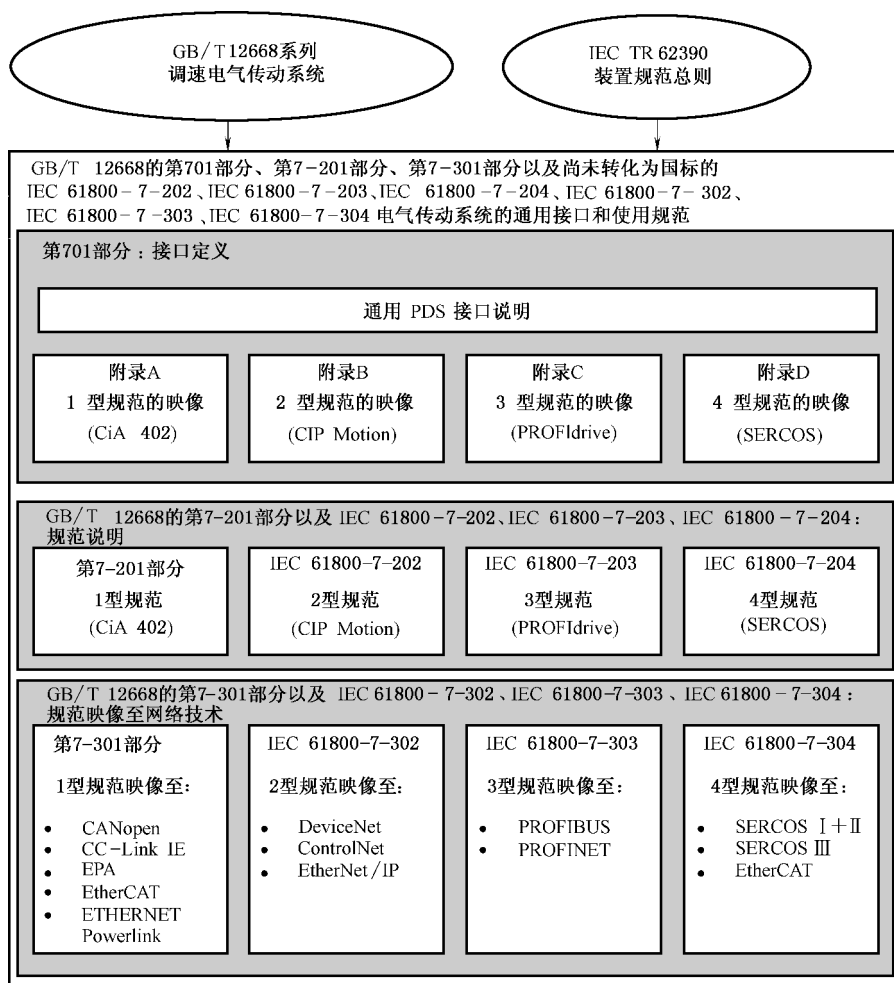 GB/T 12668系列
调速电气传动系统
IEC TR 62390
装置规范总则
GB/T 12668的第701部分、第7-201部分、第7-301部分以及尚未转化为国标的
IEC 61800-7-202、IEC 61800-7-203、IEC 61800-7-204、IEC 61800-7-302、
IEC 61800-7-303、IEC 61800-7-304 电气传动系统的通用接口和使用规范
第701部分：接口定义
通用 PDS 接口说明
附录A
1 型规范的映像
(CiA 402)
附录B
2 型规范的映像
(CIP Motion)
附录C
3 型规范的映像
(PROFIdrive)
附录D
4 型规范的映像
(SERCOS)
GB/T 12668的第7-201部分以及 IEC 61800-7-202、IEC 61800-7-203、IEC 61800-7-204：
规范说明
第7-201部分
1型规范
(CiA 402)
IEC 61800-7-202
2型规范
(CIP Motion)
IEC 61800-7-203
3型规范
(PROFIdrive)
IEC 61800-7-204
4型规范
(SERCOS)
GB/T 12668的第7-301部分以及 IEC 61800-7-302、IEC 61800-7-303、IEC 61800-7-304：
规范映像至网络技术
第7-301部分
1型规范映像至：
• CANopen
• CC-Link IE
• EPA
• EtherCAT
• ETHERNET
Powerlink
IEC 61800-7-302
2型规范映像至：
• DeviceNet
• ControlNet
• EtherNet/IP
IEC 61800-7-303
3型规范映像至：
• PROFIBUS
• PROFINET
IEC 61800-7-304
4型规范映像至：
• SERCOS Ⅰ+Ⅱ
• SERCOS Ⅲ
• EtherCAT